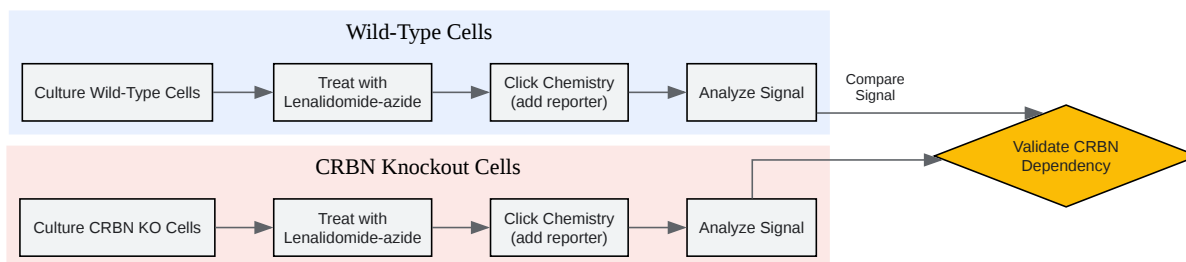 Wild-Type Cells
Culture Wild-Type Cells
Treat with
Lenalidomide-azide
Click Chemistry
(add reporter)
Analyze Signal
Compare
Signal
Validate CRBN
Dependency
CRBN Knockout Cells
Culture CRBN KO Cells
Treat with
Lenalidomide-azide
Click Chemistry
(add reporter)
Analyze Signal